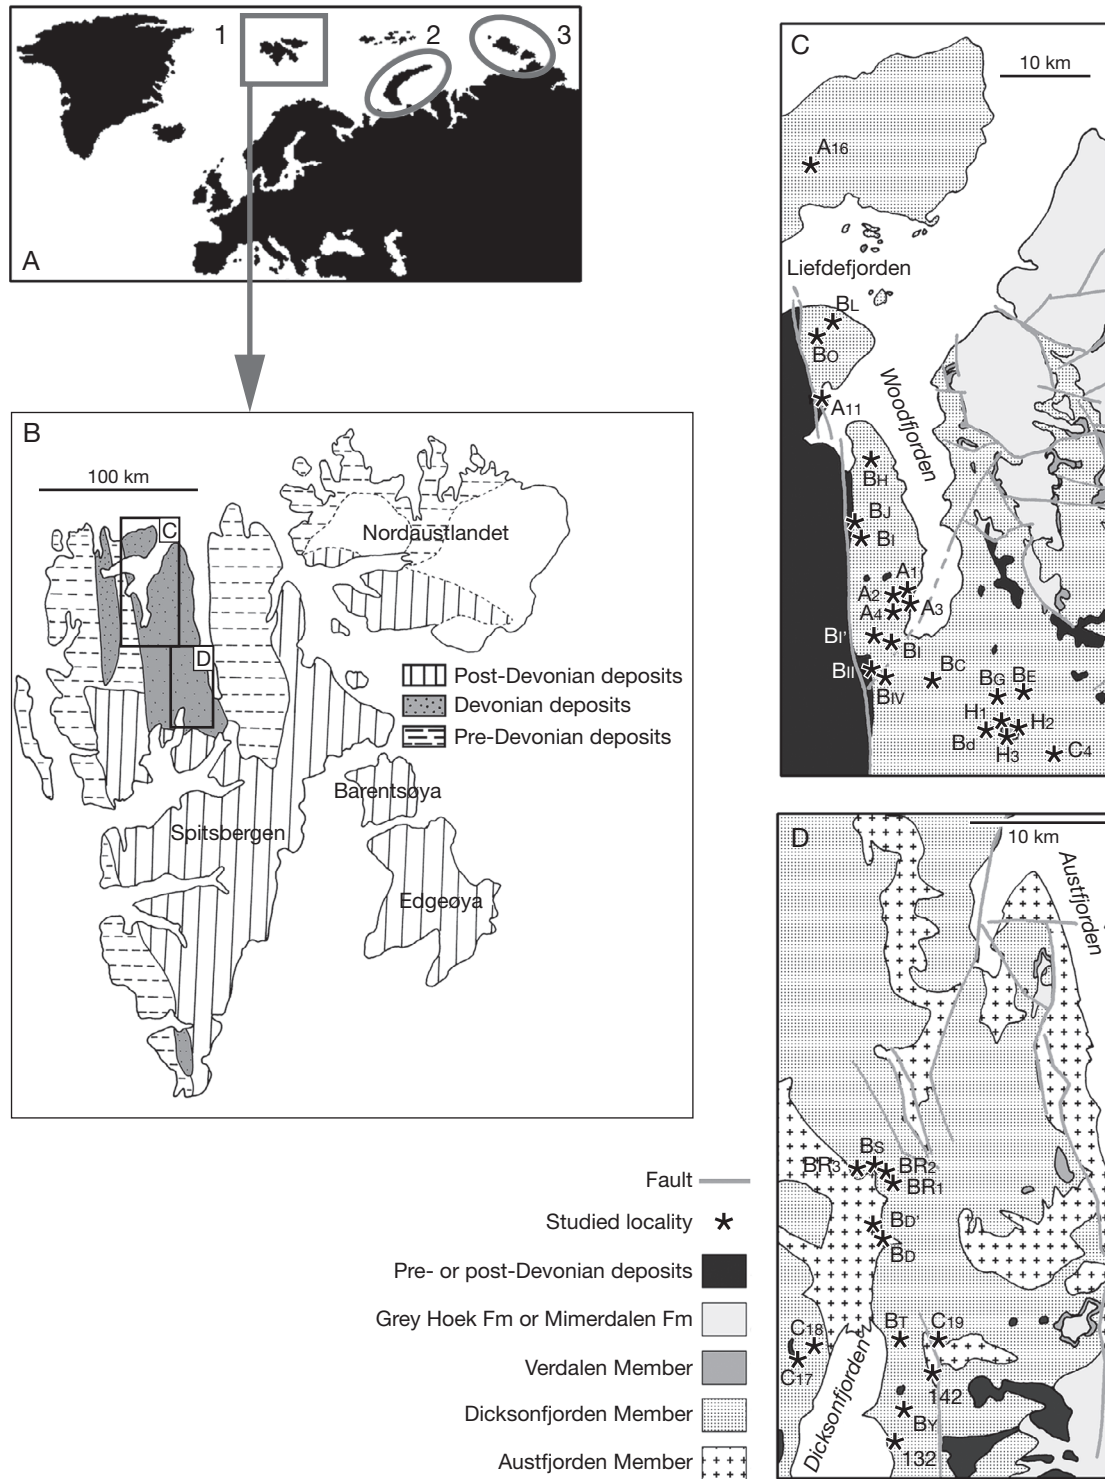 1
2
3
A
B
100 km
C
D
Nordaustlandet
Post-Devonian deposits
Devonian deposits
Pre-Devonian deposits
Barentsøya
Spitsbergen
Edgeøya
Fault
Studied locality
Pre- or post-Devonian deposits
Grey Hoek Fm or Mimerdalen Fm
Verdalen Member
Dicksonfjorden Member
Austfjorden Member
C
10 km
A16
Liefdefjorden
BL
BO
Woodfjorden
A11
BH
BJ
BI
A1
A2
A3
A4
BI'
BI
BII
BIV
BC
BG
BE
H1
H2
Bd
H3
C4
D
10 km
Austfjorden
BS
BR3
BR2
BR1
BD'
BD
BT
C19
C18
C17
142
Dicksonfjorden
BY
132